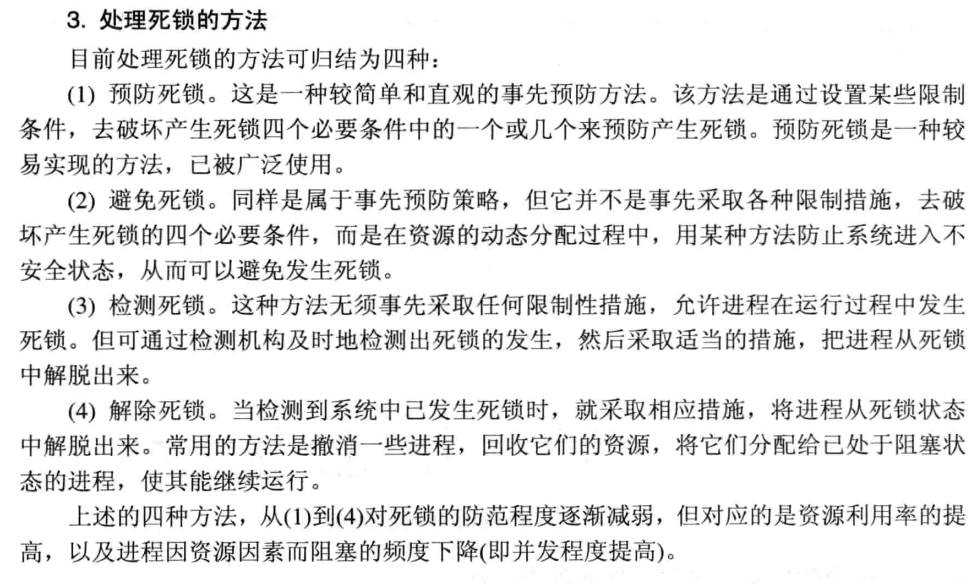 3. 处理死锁的方法
目前处理死锁的方法可归结为四种：
(1) 预防死锁。这是一种较简单和直观的事先预防方法。该方法是通过设置某些限制
条件，去破坏产生死锁四个必要条件中的一个或几个来预防产生死锁。预防死锁是一种较
易实现的方法，已被广泛使用。
(2) 避免死锁。同样是属于事先预防策略，但它并不是事先采取各种限制措施，去破
坏产生死锁的四个必要条件，而是在资源的动态分配过程中，用某种方法防止系统进入不
安全状态，从而可以避免发生死锁。
(3) 检测死锁。这种方法无须事先采取任何限制性措施，允许进程在运行过程中发生
死锁。但可通过检测机构及时地检测出死锁的发生，然后采取适当的措施，把进程从死锁
中解脱出来。
(4) 解除死锁。当检测到系统中已发生死锁时，就采取相应措施，将进程从死锁状态
中解脱出来。常用的方法是撤消一些进程，回收它们的资源，将它们分配给已处于阻塞状
态的进程，使其能继续运行。
上述的四种方法，从(1)到(4)对死锁的防范程度逐渐减弱，但对应的是资源利用率的提
高，以及进程因资源因素而阻塞的频度下降(即并发程度提高)。